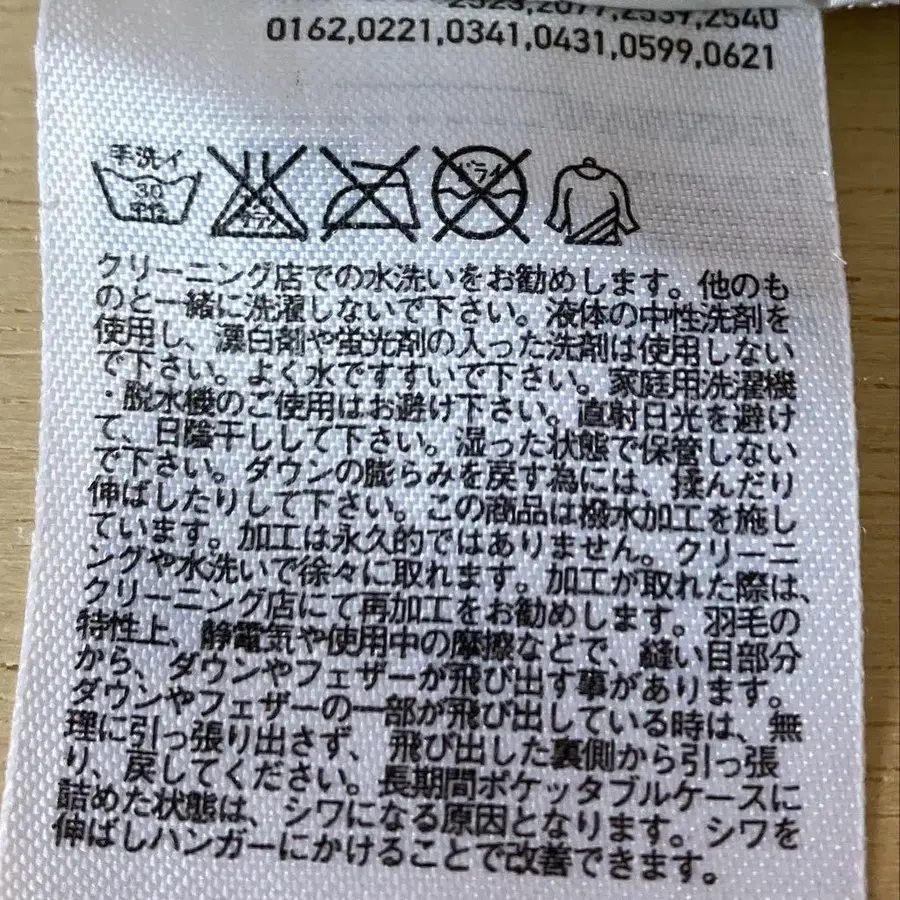 2523,2077,2539,2540
0162,0221,0341,0431,0599,0621
手洗イ
30
中性
ドライ
クリーニング店での水洗いをお勧めします。他のも
のと一緒に洗濯しないで下さい。液体の中性洗剤を
使用し、漂白剤や蛍光剤の入った洗剤は使用しない
で下さい。よく水ですすいで下さい。家庭用洗濯機
・脱水機のご使用はお避け下さい。直射日光を避け
て、日陰干しして下さい。湿った状態で保管しない
で下さい。ダウンの膨らみを戻す為には、揉んだり
伸ばしたりして下さい。この商品は撥水加工を施し
ています。加工は永久的ではありません。クリーニ
ングや水洗いで徐々に取れます。加工が取れた際は、
クリーニング店にて再加工をお勧めします。羽毛の
特性上、静電気や使用中の摩擦などで、縫い目部分
から、ダウンやフェザーが飛び出す事があります。
ダウンやフェザーの一部が飛び出している時は、無
理に引っ張り出さず、飛び出した裏側から引っ張
り、戻してください。長期間ポケッタブルケースに
詰めた状態は、シワになる原因となります。シワを
伸ばしハンガーにかけることで改善できます。